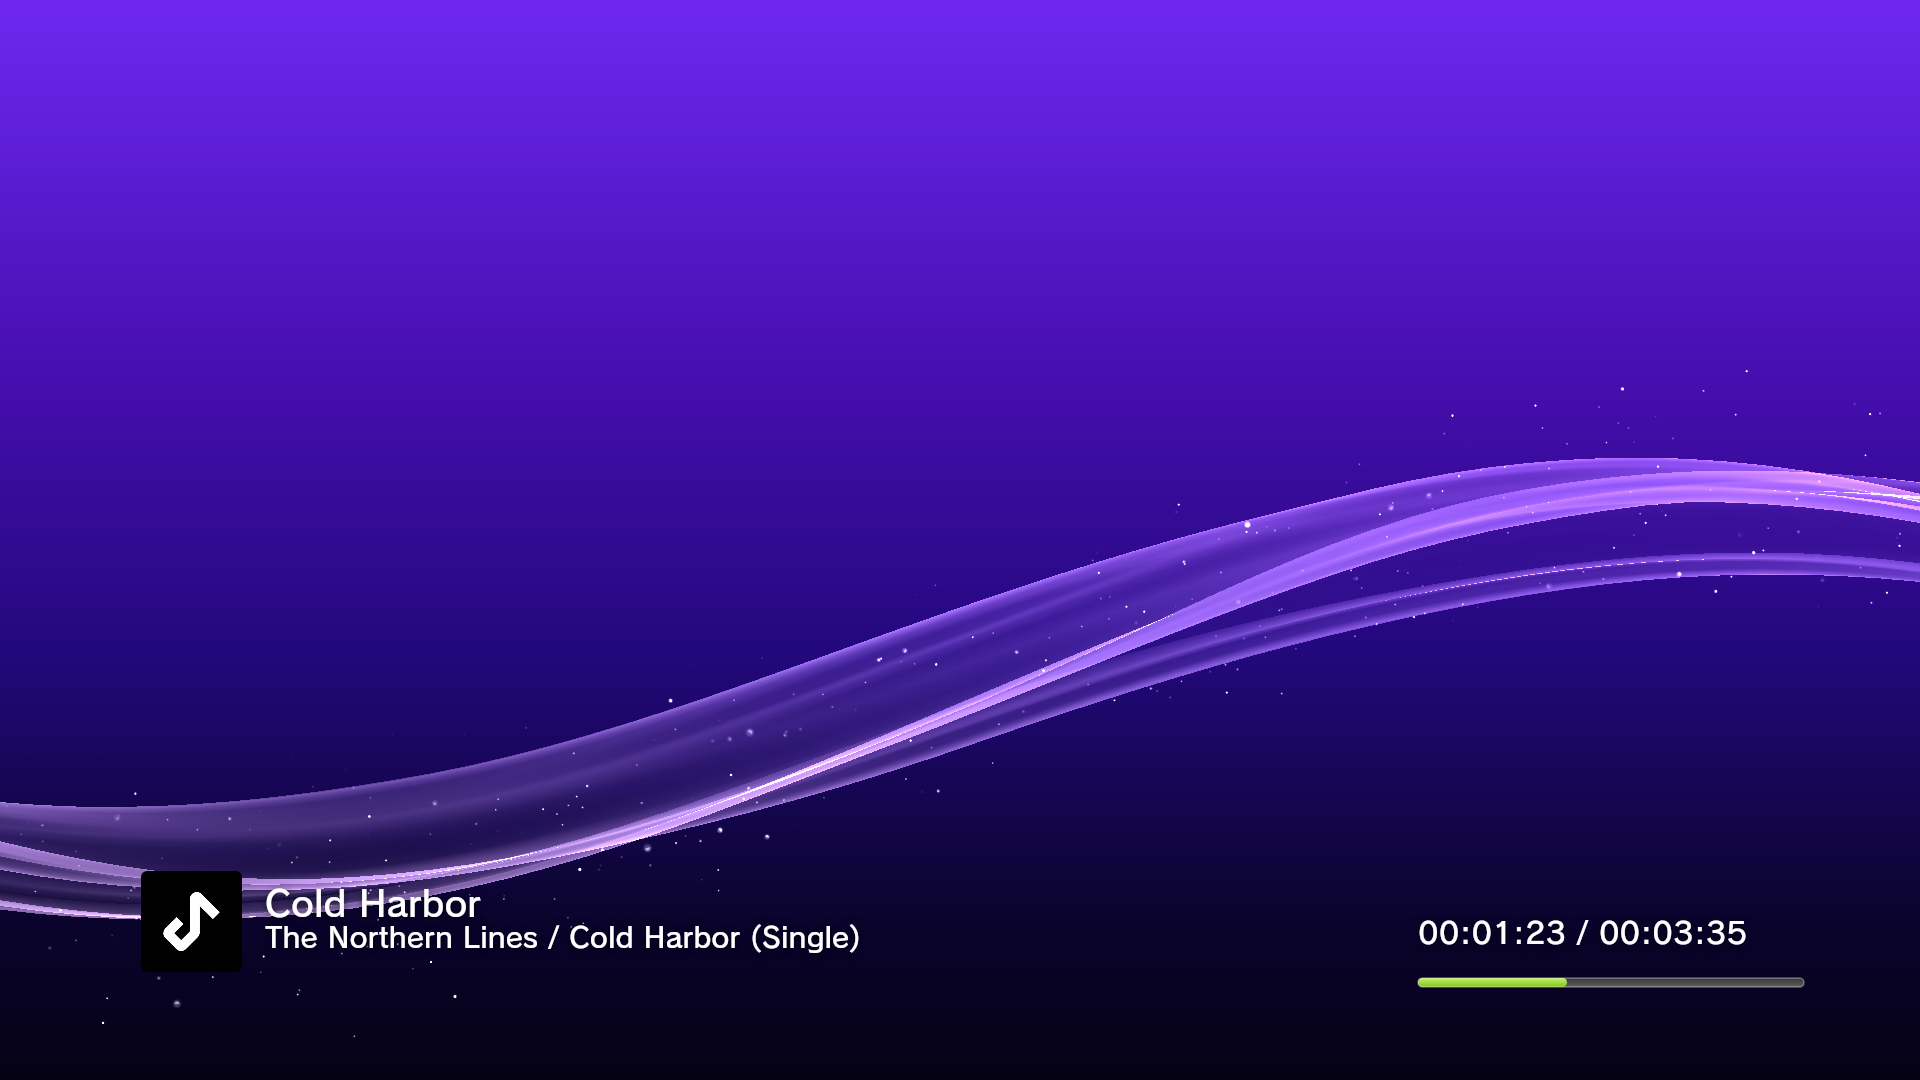 Cold Harbor
The Northern Lines / Cold Harbor (Single)
00:01:23 / 00:03:35